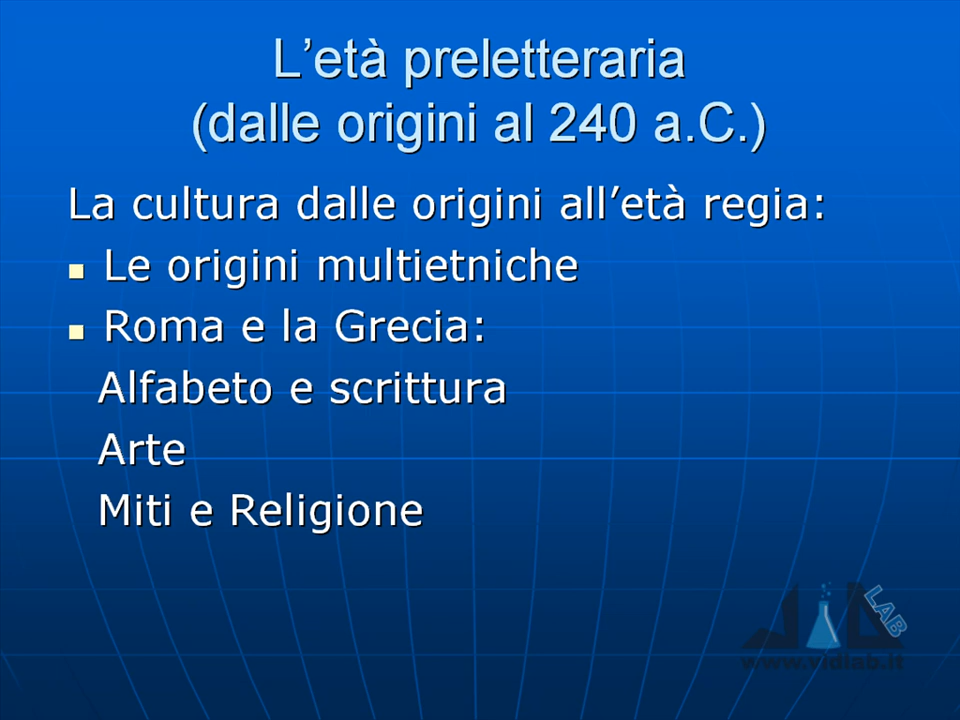 L’età preletteraria
(dalle origini al 240 a.C.)
La cultura dalle origini all’età regia:
Le origini multietniche
Roma e la Grecia:
Alfabeto e scrittura
Arte
Miti e Religione
LAB
www.vidlab.it